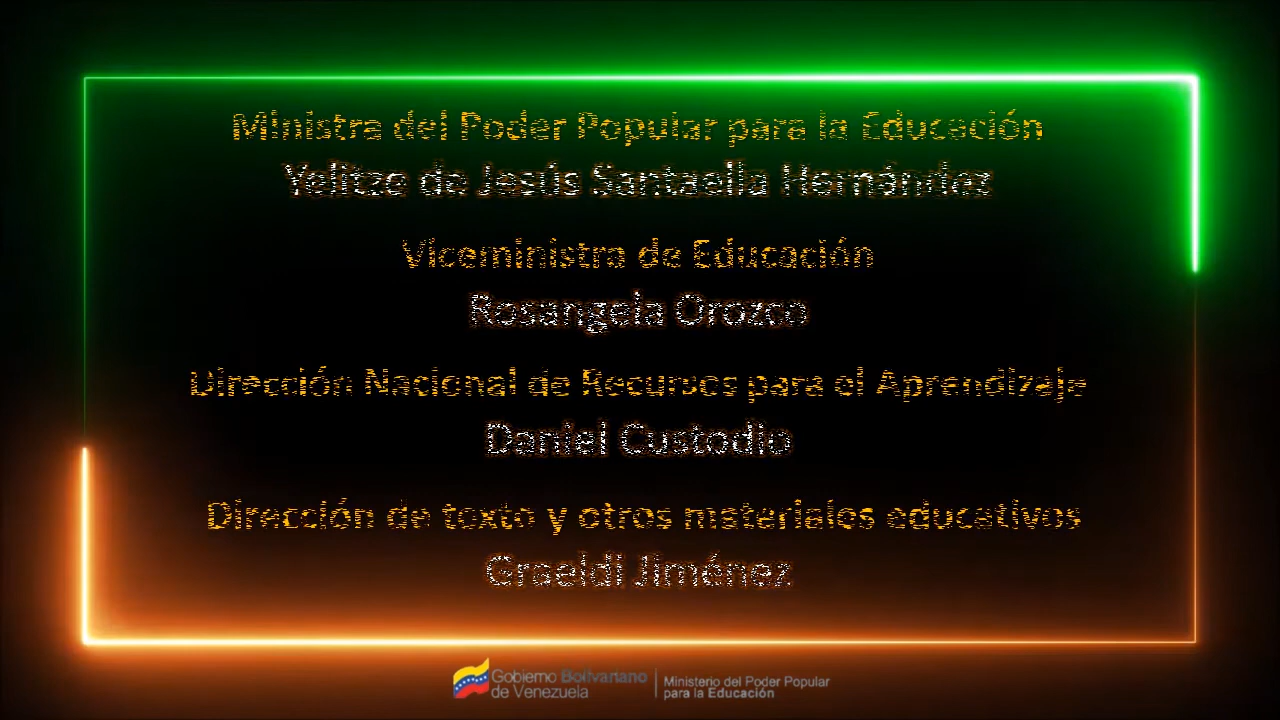 Ministra del Poder Popular para la Educación
Yelitze de Jesús Santaella Hernández
Viceministra de Educación
Rosangela Orozco
Dirección Nacional de Recursos para el Aprendizaje
Daniel Custodio
Dirección de texto y otros materiales educativos
Graeldi Jiménez
Gobierno Bolivariano de Venezuela
Ministerio del Poder Popular para la Educación